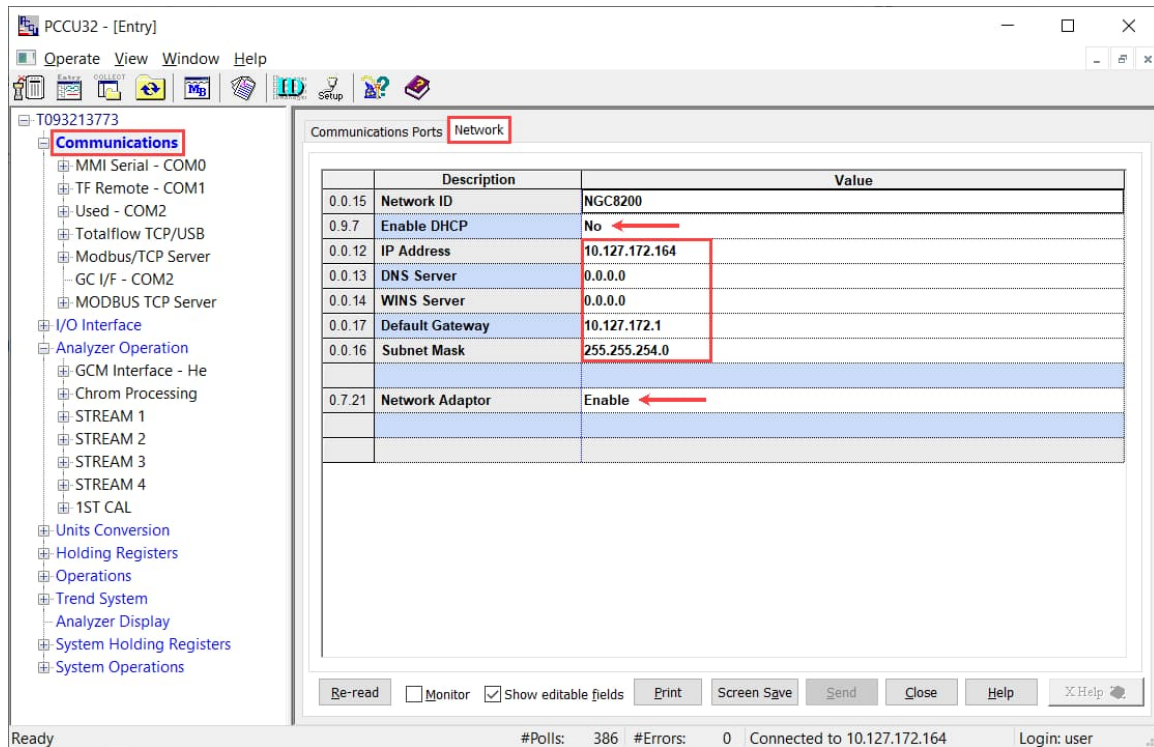 PCCU32 - [Entry]
Operate View Window Help
Entry COLLECT MB ID Setup
T093213773
Communications
MMI Serial - COM0
TF Remote - COM1
Used - COM2
Totalflow TCP/USB
Modbus/TCP Server
GC I/F - COM2
MODBUS TCP Server
I/O Interface
Analyzer Operation
GCM Interface - He
Chrom Processing
STREAM 1
STREAM 2
STREAM 3
STREAM 4
1ST CAL
Units Conversion
Holding Registers
Operations
Trend System
Analyzer Display
System Holding Registers
System Operations
Communications Ports Network
Description Value
0.0.15 Network ID NGC8200
0.9.7 Enable DHCP No
0.0.12 IP Address 10.127.172.164
0.0.13 DNS Server 0.0.0.0
0.0.14 WINS Server 0.0.0.0
0.0.17 Default Gateway 10.127.172.1
0.0.16 Subnet Mask 255.255.254.0
0.7.21 Network Adaptor Enable
Re-read Monitor Show editable fields Print Screen Save Send Close Help X Help
Ready #Polls: 386 #Errors: 0 Connected to 10.127.172.164 Login: user